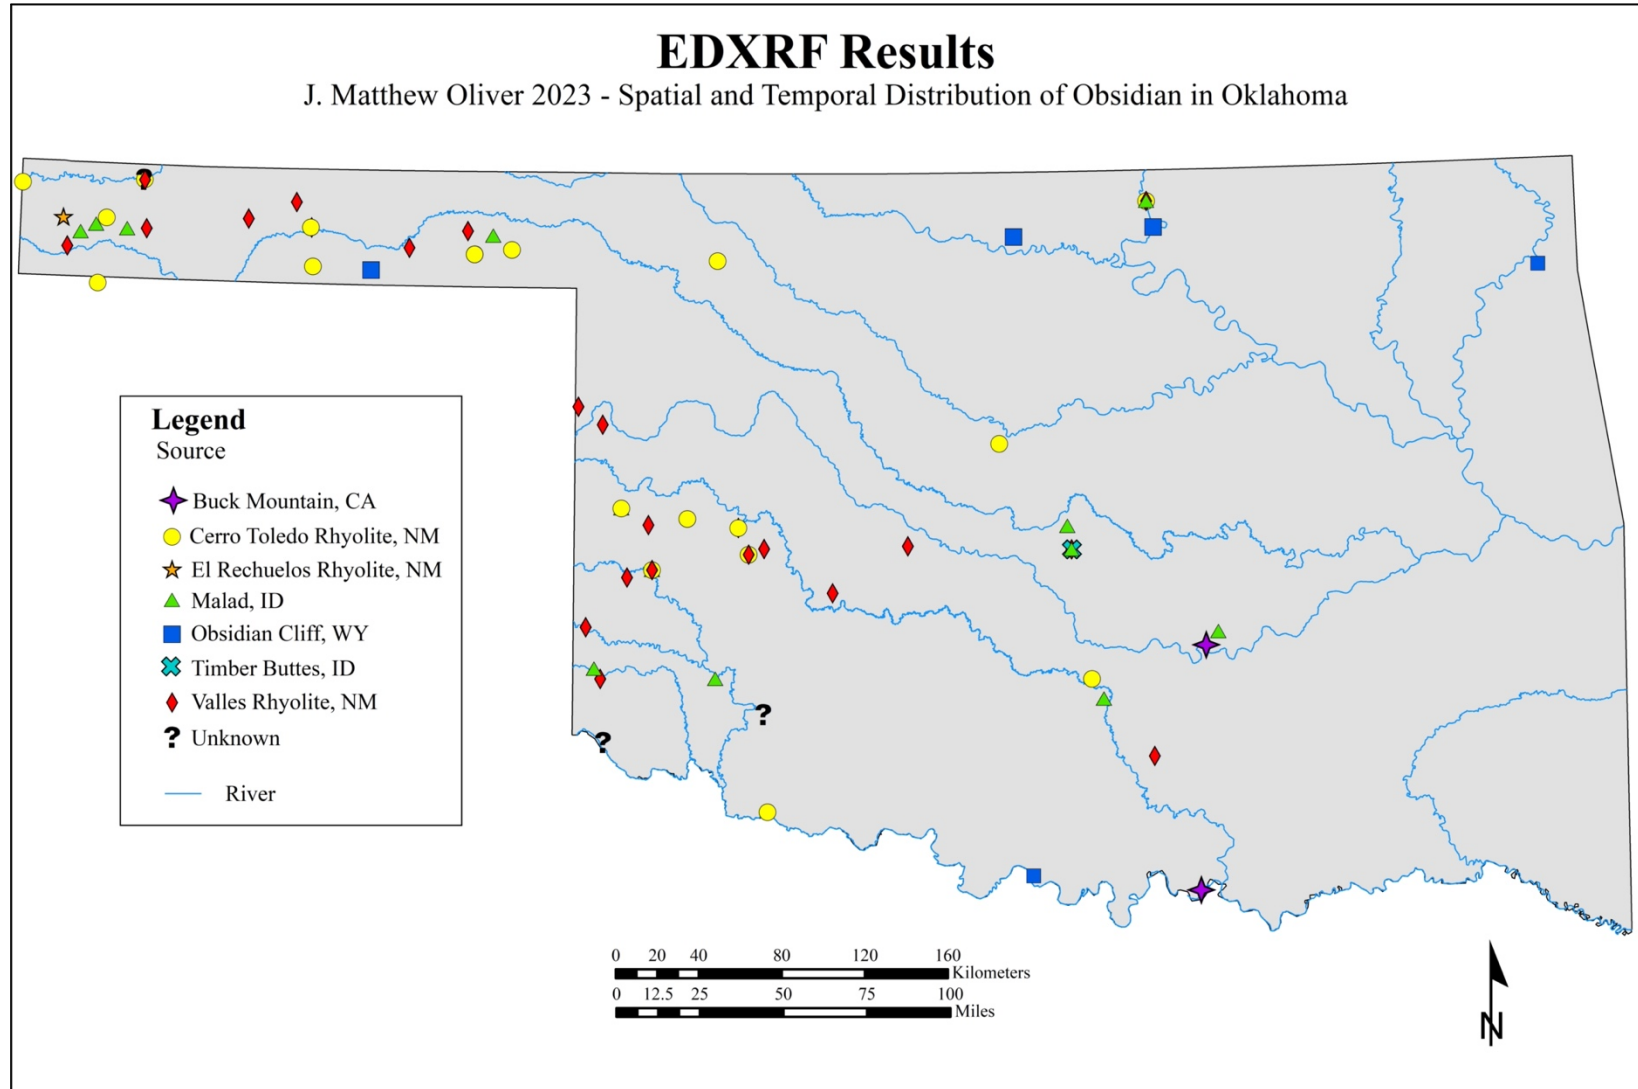 EDXRF Results
J. Matthew Oliver 2023 - Spatial and Temporal Distribution of Obsidian in Oklahoma
?
Legend
Source
Buck Mountain, CA
Cerro Toledo Rhyolite, NM
El Rechuelos Rhyolite, NM
Malad, ID
Obsidian Cliff, WY
Timber Buttes, ID
Valles Rhyolite, NM
? Unknown
River
?
?
0 20 40 80 120 160
Kilometers
0 12.5 25 50 75 100
Miles
N